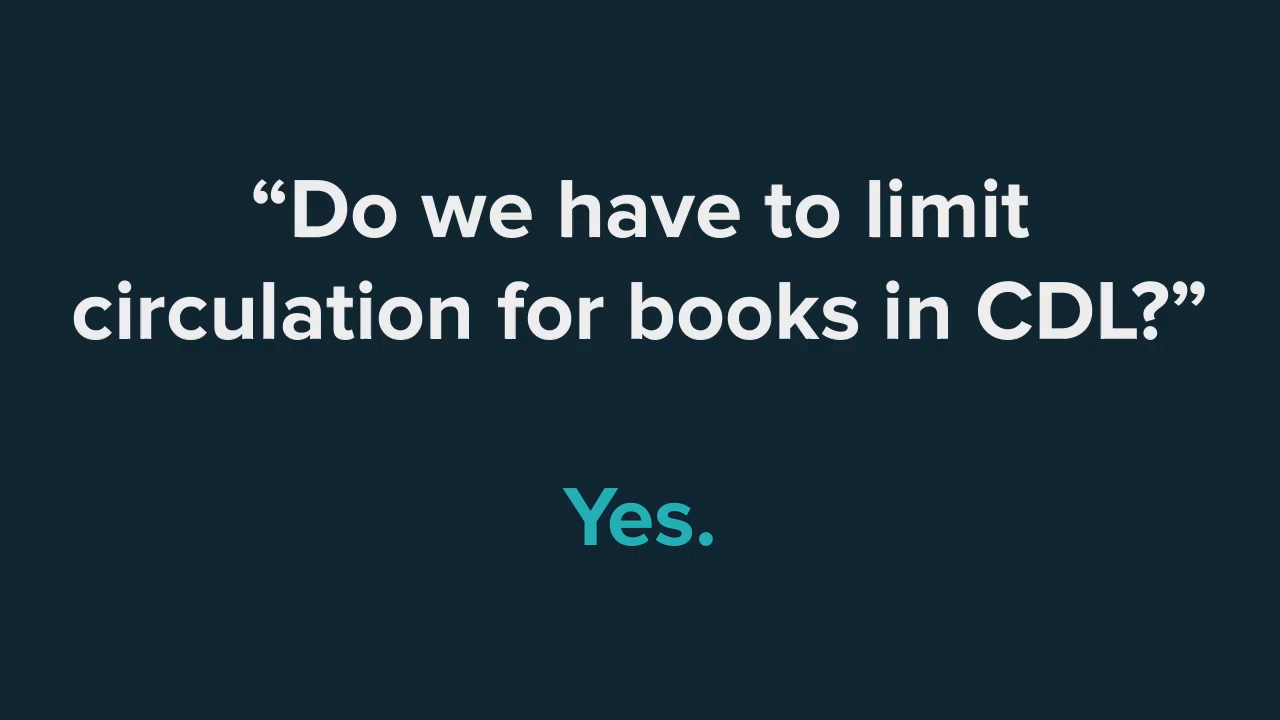 “Do we have to limit
circulation for books in CDL?”
Yes.